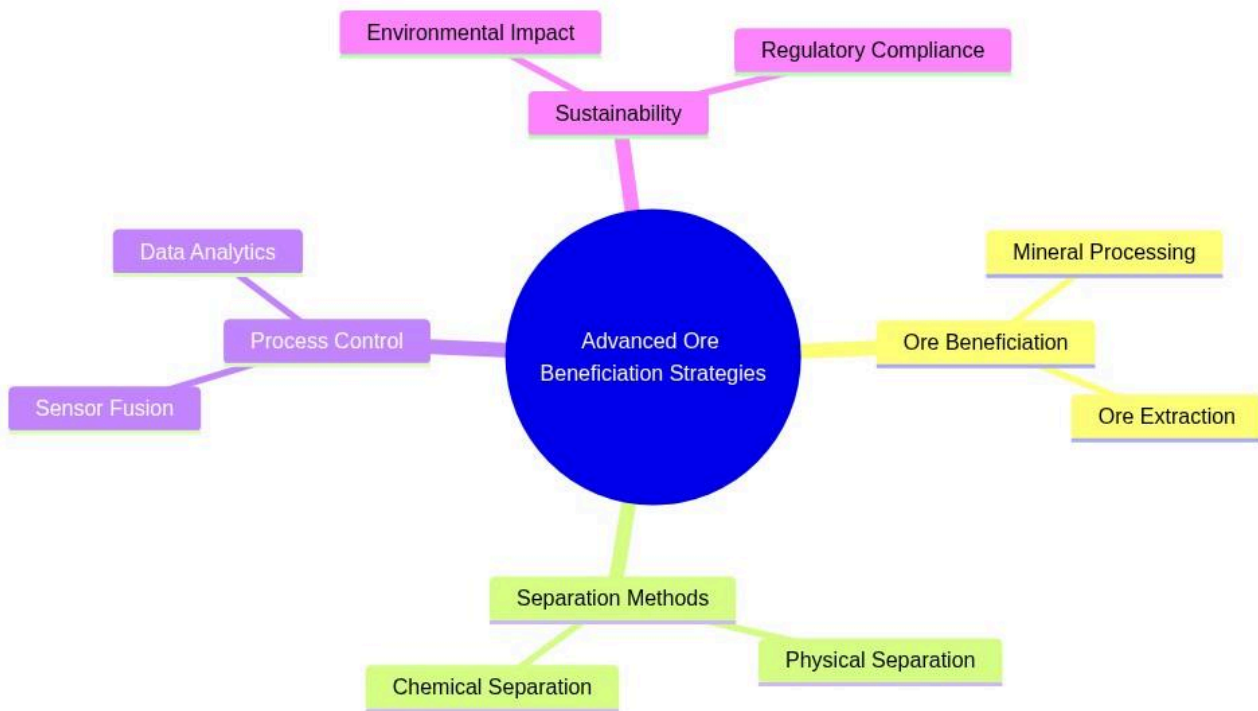 Environmental Impact
Regulatory Compliance
Sustainability
Data Analytics
Mineral Processing
Process Control
Advanced Ore
Beneficiation Strategies
Ore Beneficiation
Sensor Fusion
Ore Extraction
Separation Methods
Physical Separation
Chemical Separation